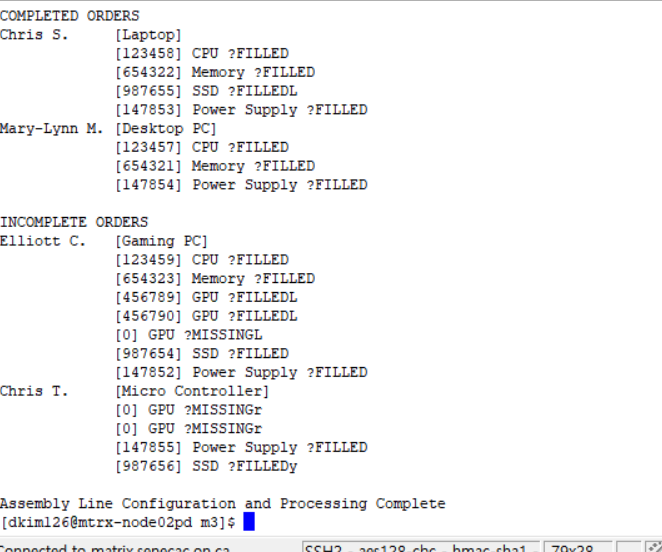 COMPLETED ORDERS
Chris S.     [Laptop]
             [123458] CPU ?FILLED
             [654322] Memory ?FILLED
             [987655] SSD ?FILLEDL
             [147853] Power Supply ?FILLED
Mary-Lynn M. [Desktop PC]
             [123457] CPU ?FILLED
             [654321] Memory ?FILLED
             [147854] Power Supply ?FILLED

INCOMPLETE ORDERS
Elliott C.   [Gaming PC]
             [123459] CPU ?FILLED
             [654323] Memory ?FILLED
             [456789] GPU ?FILLEDL
             [456790] GPU ?FILLEDL
             [0] GPU ?MISSINGL
             [987654] SSD ?FILLED
             [147852] Power Supply ?FILLED
Chris T.     [Micro Controller]
             [0] GPU ?MISSINGr
             [0] GPU ?MISSINGr
             [147855] Power Supply ?FILLED
             [987656] SSD ?FILLEDy

Assembly Line Configuration and Processing Complete
[dkim126@mtrx-node02pd m3]$
Connected to matrix.senecac.on.ca SSH2 - aes128-cbc - hmac-sha1 - 79x28